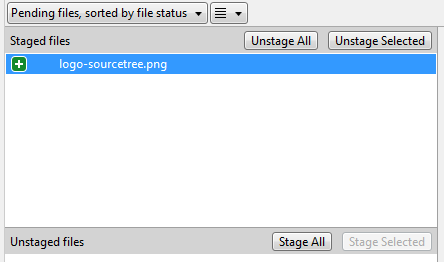 Pending files, sorted by file status
Staged files Unstage All Unstage Selected
logo-sourcetree.png
Unstaged files Stage All Stage Selected